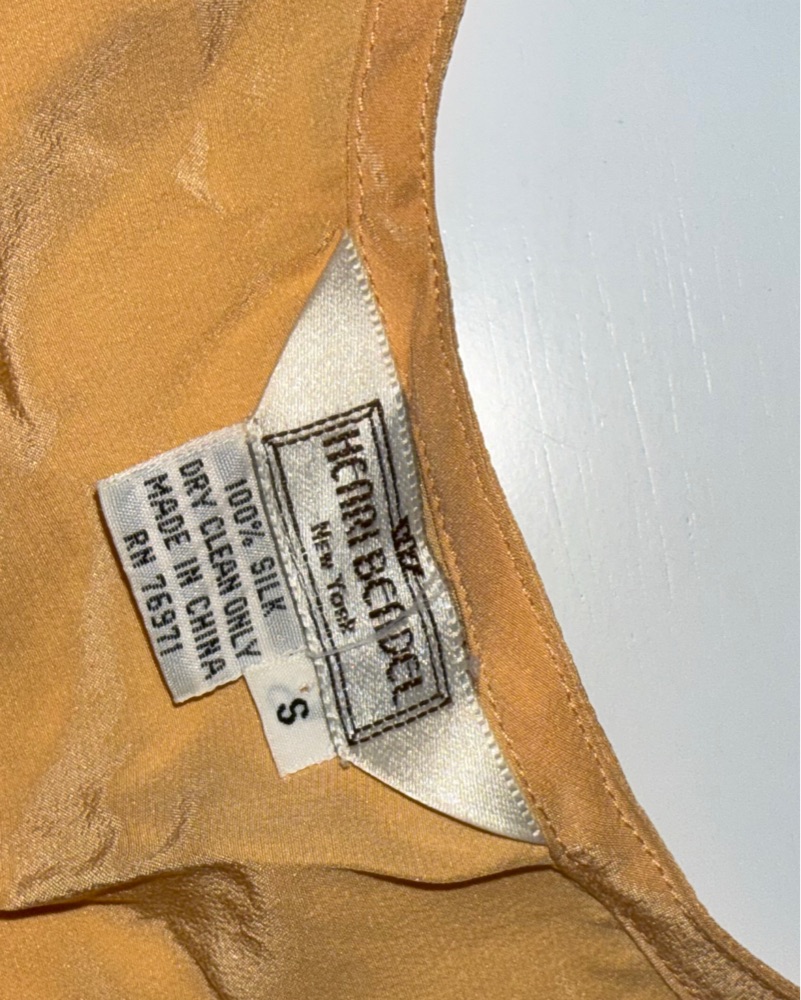 HENRI BENDEL
New York
100% SILK
DRY CLEAN ONLY
MADE IN CHINA
RN 76971
S